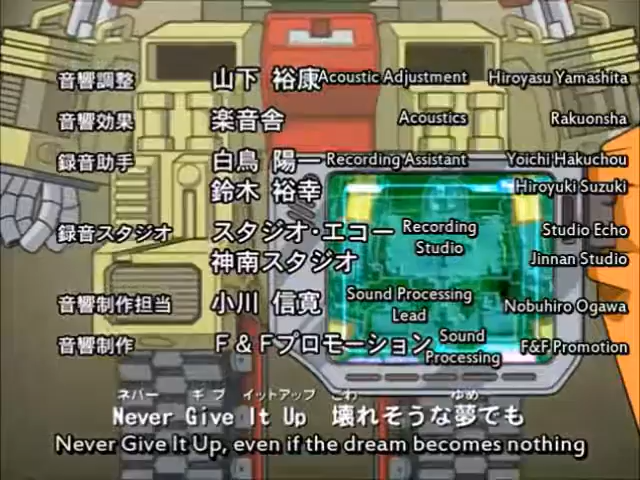 音響調整 山下 裕康 Acoustic Adjustment Hiroyasu Yamashita
音響効果 楽音舎 Acoustics Rakuonsha
録音助手 白鳥 陽一 Recording Assistant Yoichi Hakuchou
鈴木 裕幸 Hiroyuki Suzuki
録音スタジオ スタジオ・エコー Recording Studio Studio Echo
神南スタジオ Jinnan Studio
音響制作担当 小川 信寛 Sound Processing Lead Nobuhiro Ogawa
音響制作 F&Fプロモーション Sound Processing F&F Promotion
ネバー ギブ イットアップ こわ ゆめ
Never Give It Up 壊れそうな夢でも
Never Give It Up, even if the dream becomes nothing